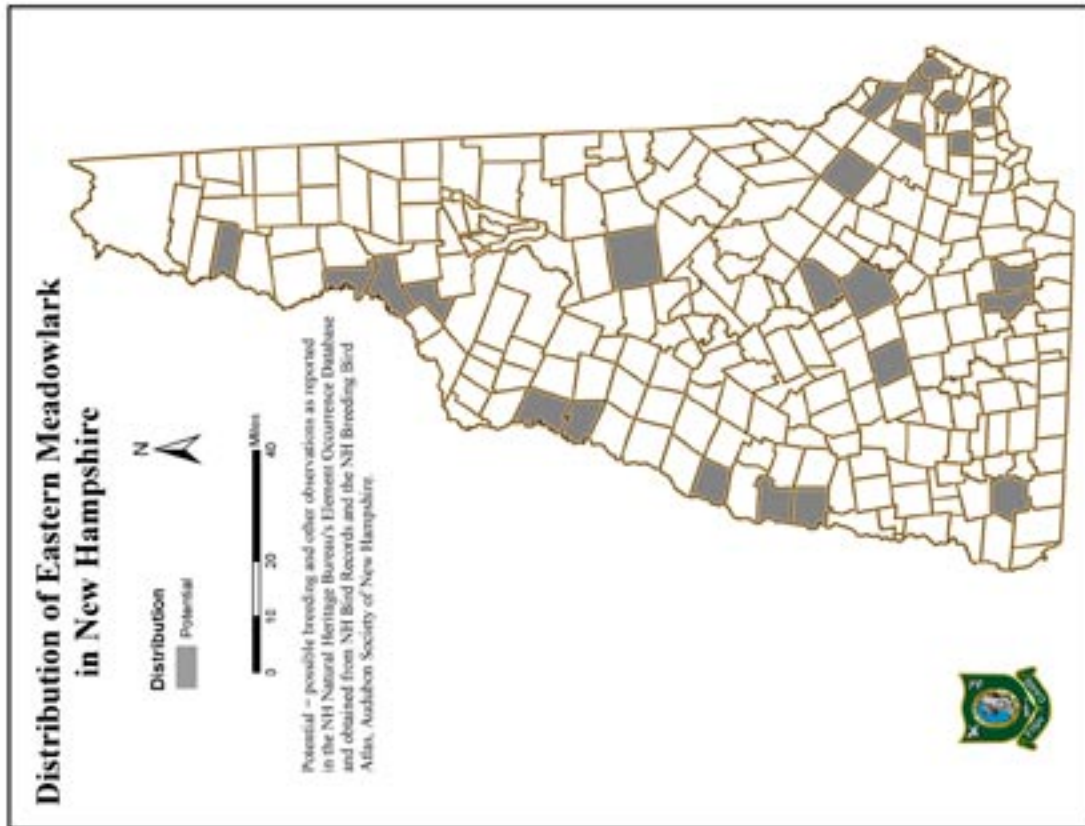 Distribution of Eastern Meadowlark
in New Hampshire
N
Distribution
Potential
0 10 20 40
Miles
Potential = possible breeding and other observations as reported
in the NH Natural Heritage Bureau's Element Occurrence Database
and obtained from NH Bird Records and the NH Breeding Bird
Atlas, Audubon Society of New Hampshire.